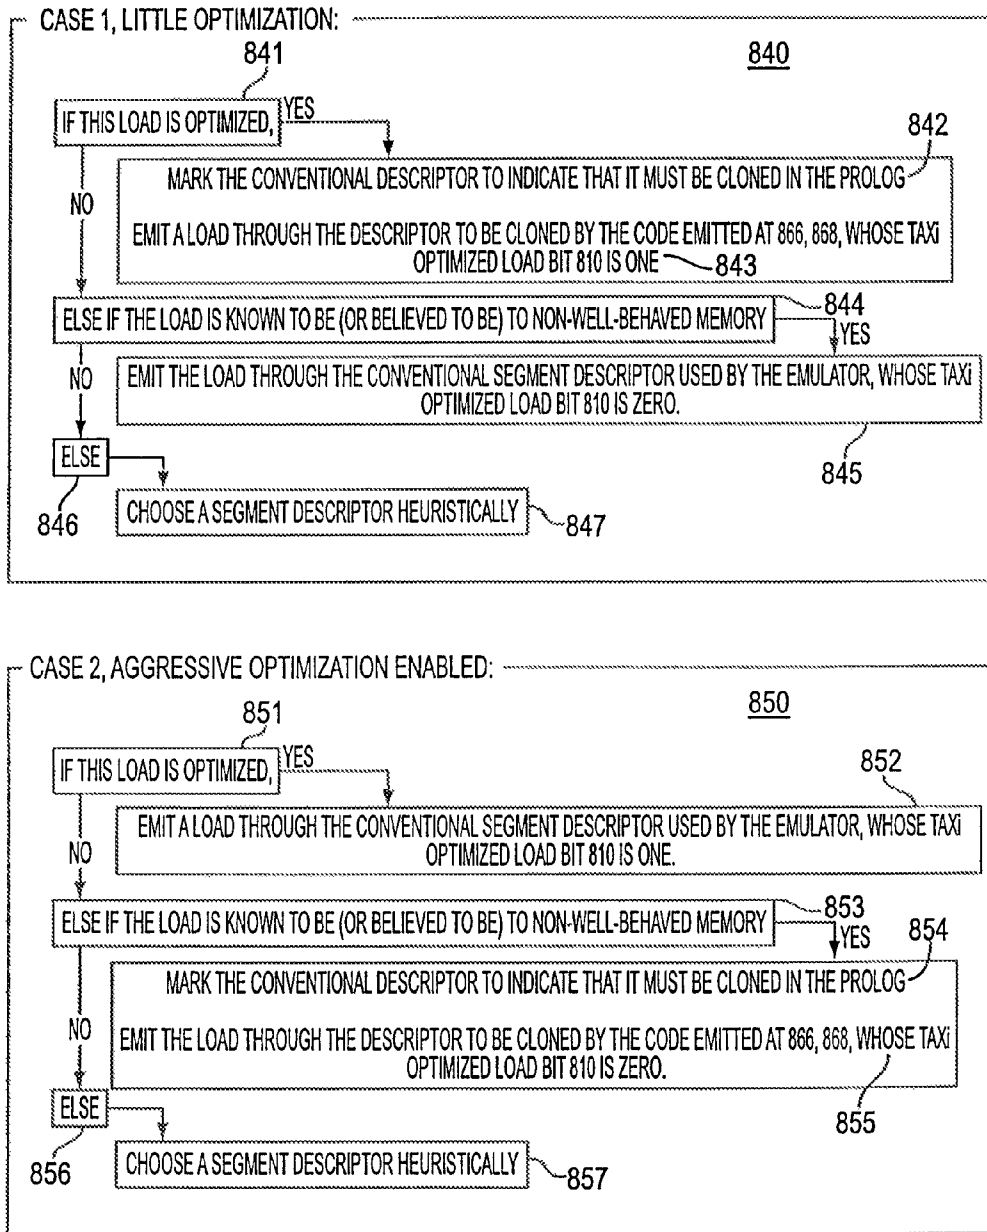 CASE 1, LITTLE OPTIMIZATION:
841
840
IF THIS LOAD IS OPTIMIZED,
YES
842
MARK THE CONVENTIONAL DESCRIPTOR TO INDICATE THAT IT MUST BE CLONED IN THE PROLOG
NO
EMIT A LOAD THROUGH THE DESCRIPTOR TO BE CLONED BY THE CODE EMITTED AT 866, 868, WHOSE TAXi
OPTIMIZED LOAD BIT 810 IS ONE
843
844
ELSE IF THE LOAD IS KNOWN TO BE (OR BELIEVED TO BE) TO NON-WELL-BEHAVED MEMORY
YES
NO
EMIT THE LOAD THROUGH THE CONVENTIONAL SEGMENT DESCRIPTOR USED BY THE EMULATOR, WHOSE TAXi
OPTIMIZED LOAD BIT 810 IS ZERO.
845
ELSE
846
CHOOSE A SEGMENT DESCRIPTOR HEURISTICALLY
847
CASE 2, AGGRESSIVE OPTIMIZATION ENABLED:
851
850
IF THIS LOAD IS OPTIMIZED,
YES
852
EMIT A LOAD THROUGH THE CONVENTIONAL SEGMENT DESCRIPTOR USED BY THE EMULATOR, WHOSE TAXi
OPTIMIZED LOAD BIT 810 IS ONE.
NO
853
ELSE IF THE LOAD IS KNOWN TO BE (OR BELIEVED TO BE) TO NON-WELL-BEHAVED MEMORY
YES
854
MARK THE CONVENTIONAL DESCRIPTOR TO INDICATE THAT IT MUST BE CLONED IN THE PROLOG
NO
EMIT THE LOAD THROUGH THE DESCRIPTOR TO BE CLONED BY THE CODE EMITTED AT 866, 868, WHOSE TAXi
OPTIMIZED LOAD BIT 810 IS ZERO.
855
ELSE
856
CHOOSE A SEGMENT DESCRIPTOR HEURISTICALLY
857